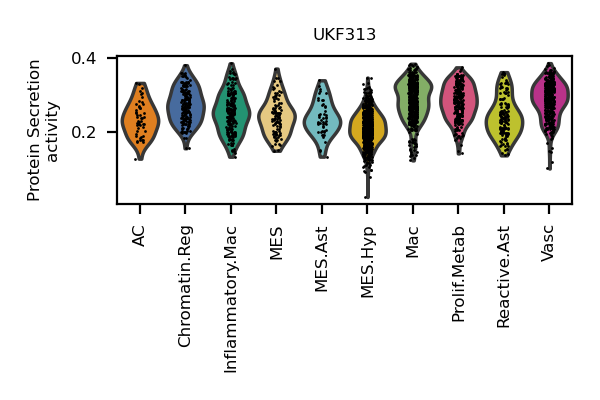 UKF313
Protein Secretion
activity
0.4
0.2
AC
Chromatin.Reg
Inflammatory.Mac
MES
MES.Ast
MES.Hyp
Mac
Prolif.Metab
Reactive.Ast
Vasc